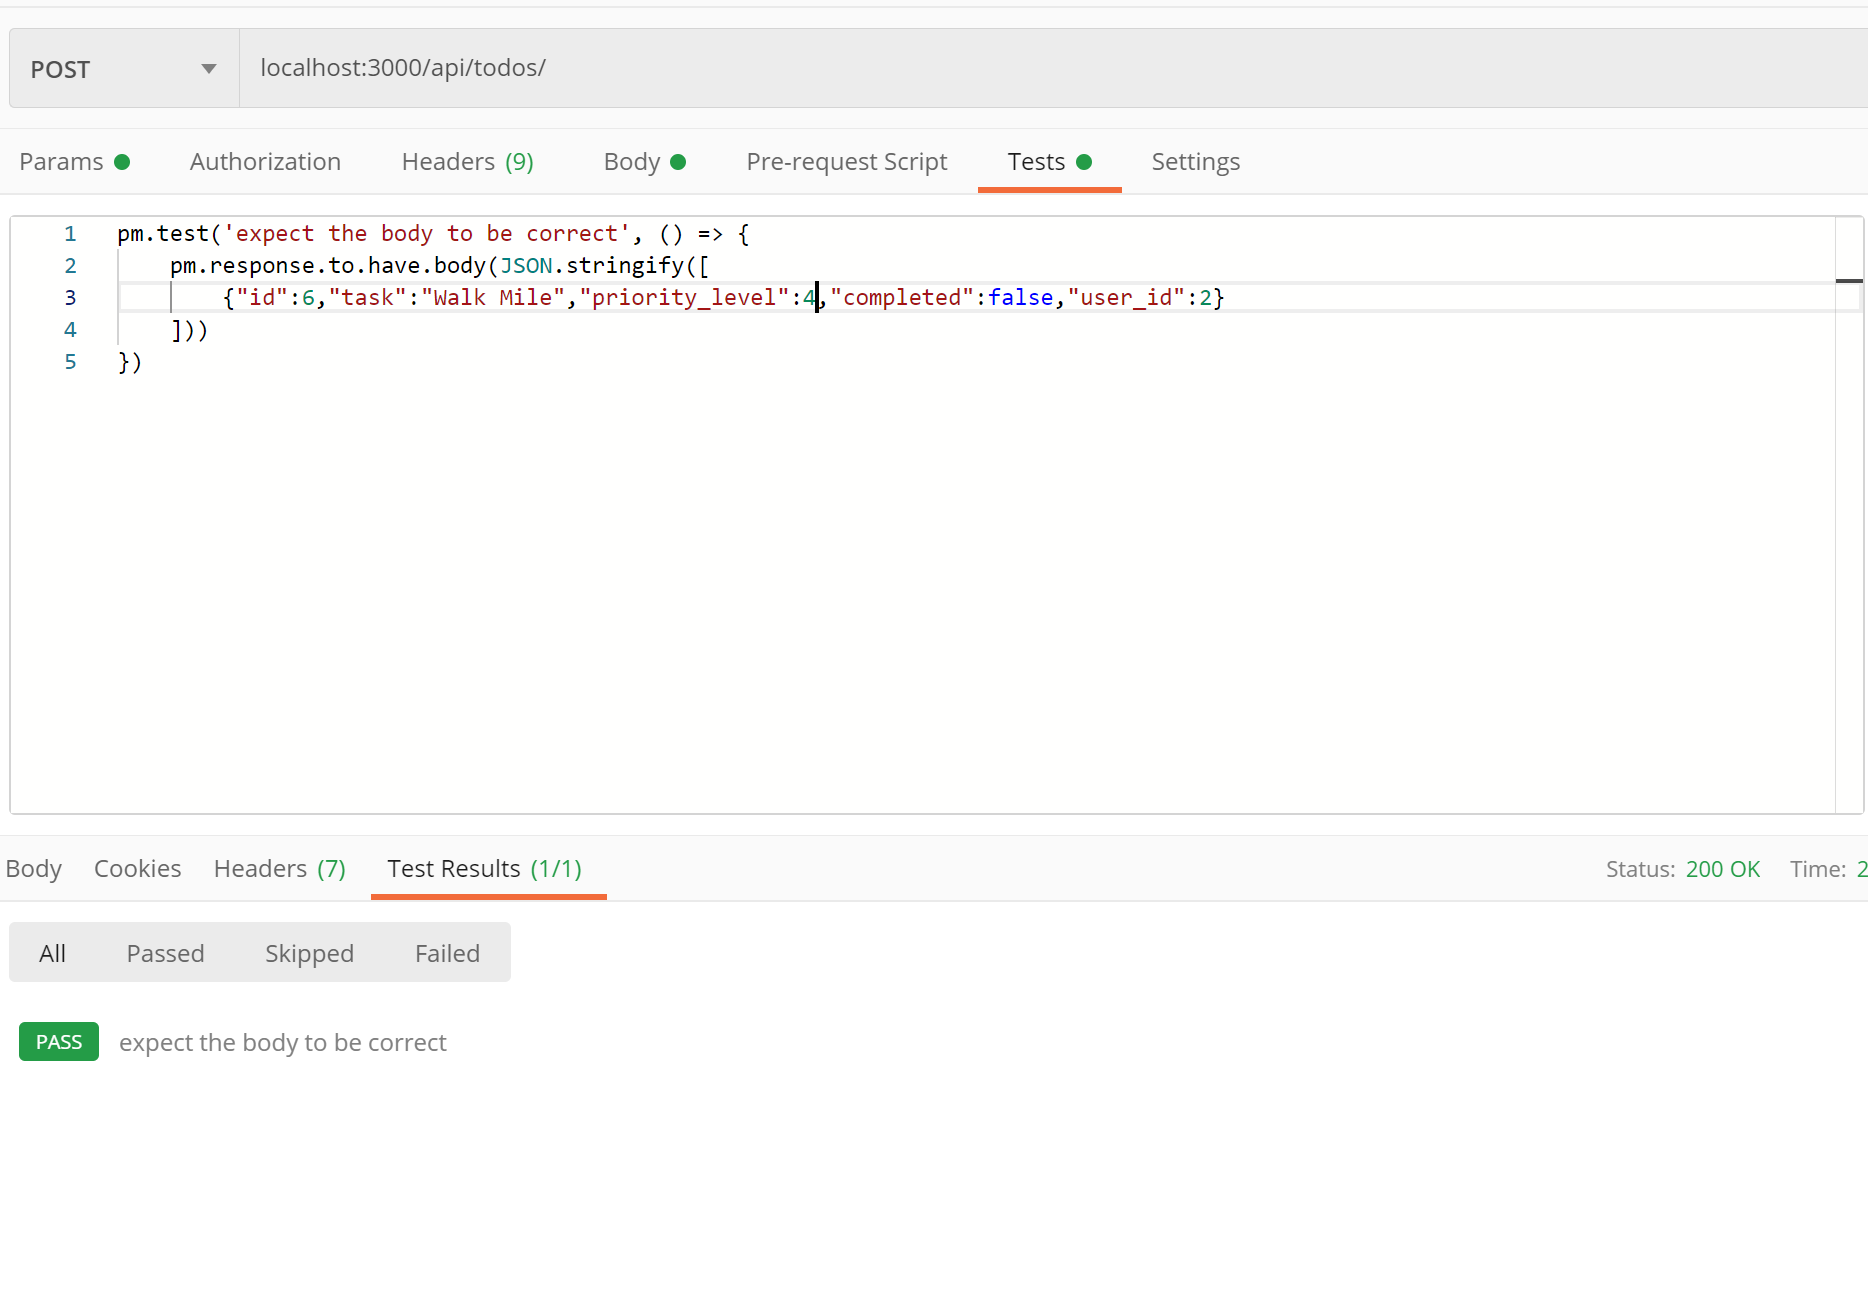 POST localhost:3000/api/todos/
Params Authorization Headers (9) Body Pre-request Script Tests Settings
1 pm.test('expect the body to be correct', () => {
2 pm.response.to.have.body(JSON.stringify([
3 {"id":6,"task":"Walk Mile","priority_level":4,"completed":false,"user_id":2}
4 ]))
5 })
Body Cookies Headers (7) Test Results (1/1) Status: 200 OK Time: 2
All Passed Skipped Failed
PASS expect the body to be correct